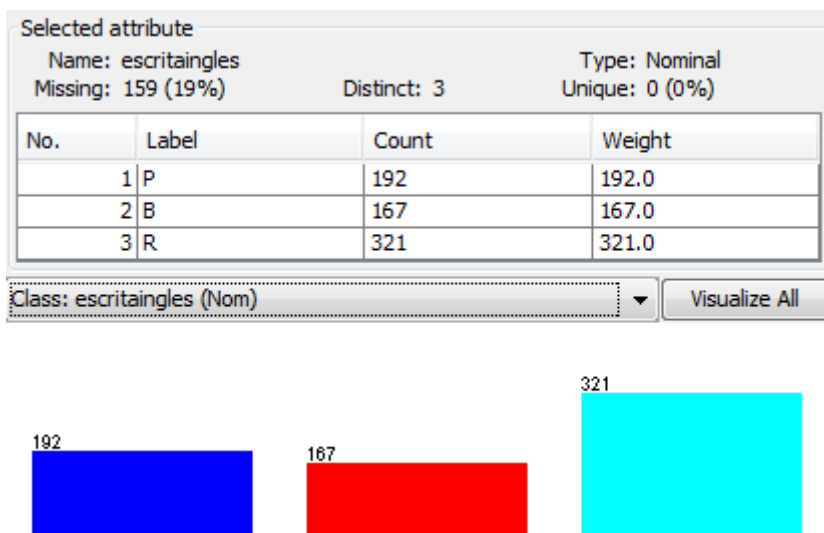 Selected attribute
Name: escritaingles Type: Nominal
Missing: 159 (19%) Distinct: 3 Unique: 0 (0%)
No. Label Count Weight
1 P 192 192.0
2 B 167 167.0
3 R 321 321.0
Class: escritaingles (Nom) Visualize All
321
192
167